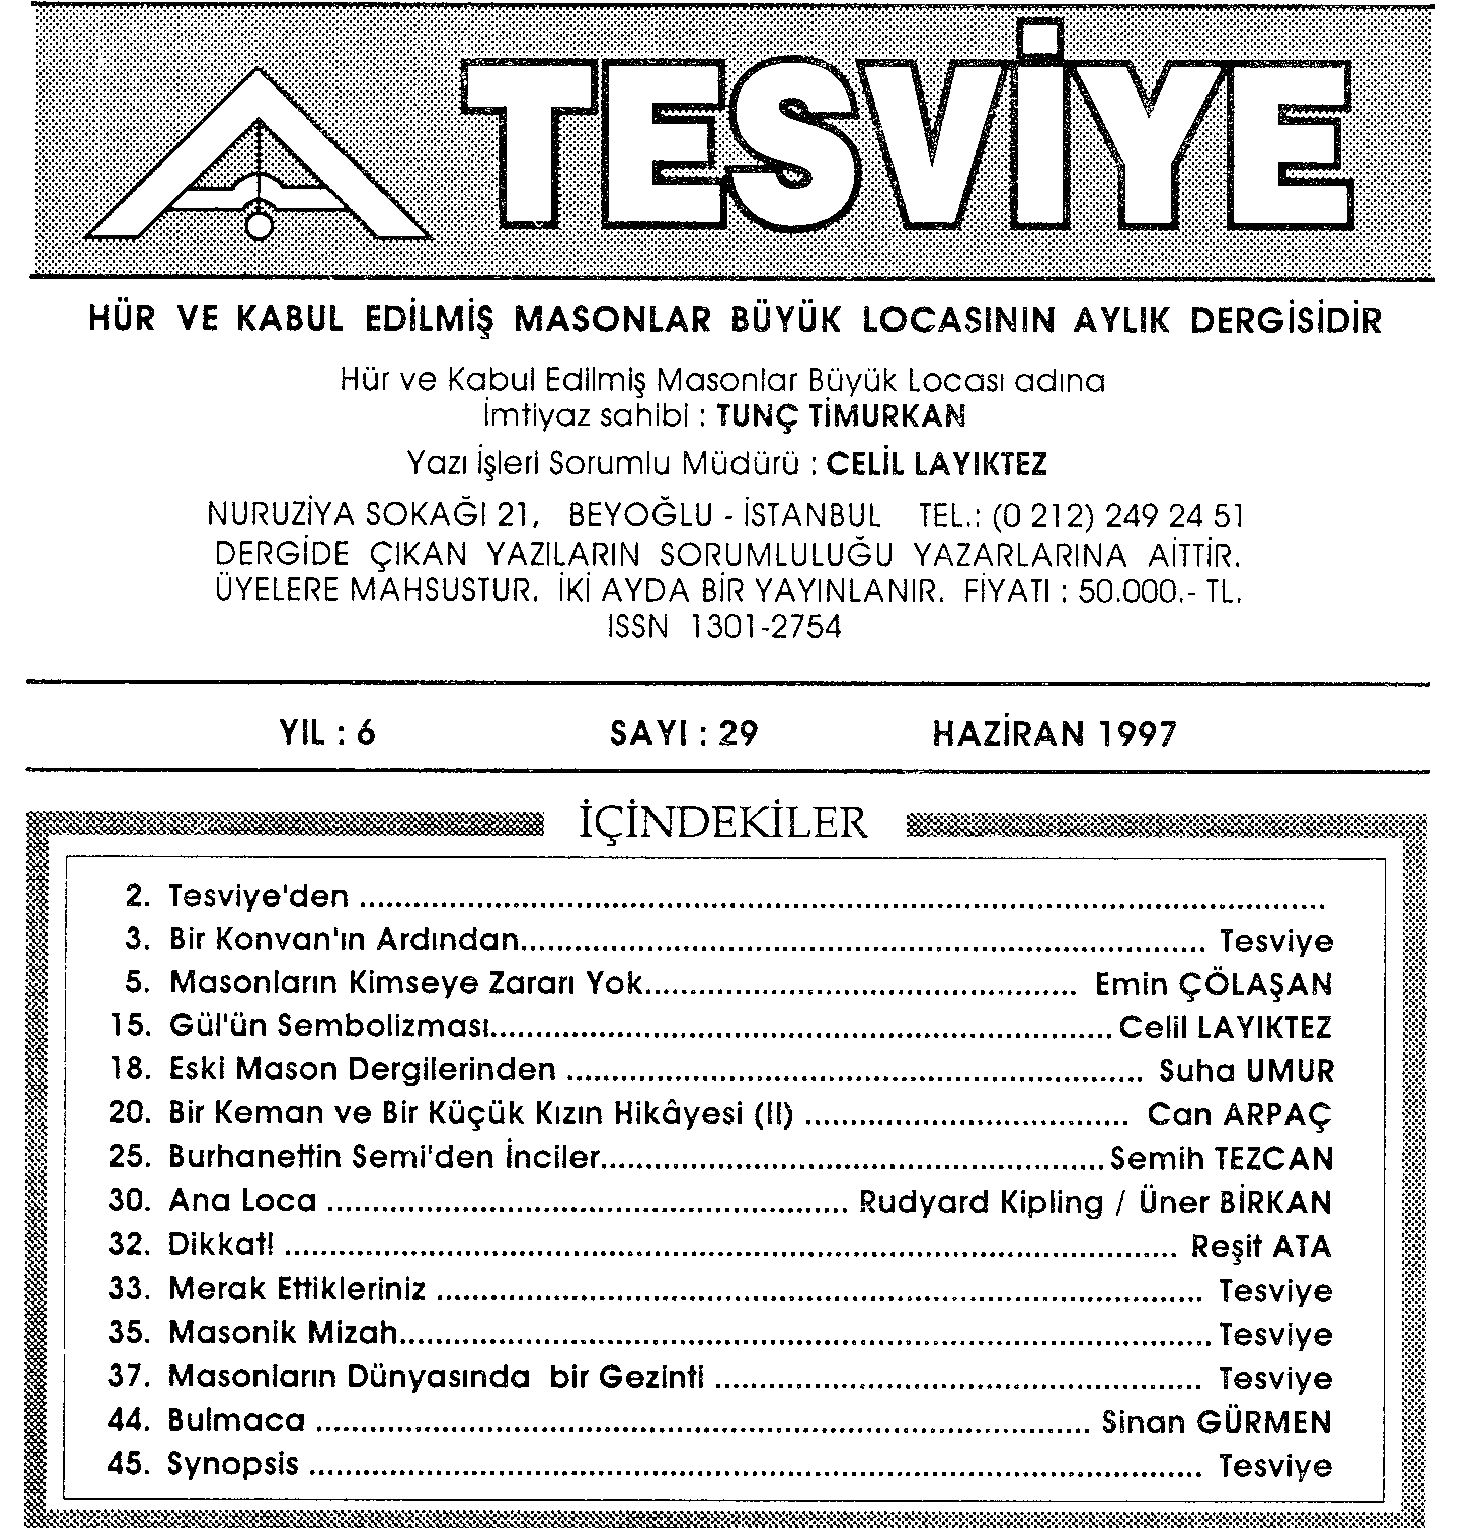 TESVİYE
HÜR VE KABUL EDİLMİŞ MASONLAR BÜYÜK LOCASININ AYLIK DERGİSİDİR
Hür ve Kabul Edilmiş Masonlar Büyük Locası adına
İmtiyaz sahibi : TUNÇ TİMURKAN
Yazı İşleri Sorumlu Müdürü : CELİL LAYIKTEZ
NURUZİYA SOKAĞI 21, BEYOĞLU - İSTANBUL TEL.: (0 212) 249 24 51
DERGİDE ÇIKAN YAZILARIN SORUMLULUĞU YAZARLARINA AİTTİR.
ÜYELERE MAHSUSTUR. İKİ AYDA BİR YAYINLANIR. FİYATI : 50.000.- TL.
ISSN 1301-2754
YIL : 6 SAYI : 29 HAZİRAN 1997
İÇİNDEKİLER
2. Tesviye'den ........................................
3. Bir Konvan'ın Ardından........................................ Tesviye
5. Masonların Kimseye Zararı Yok........................................ Emin ÇÖLAŞAN
15. Gül'ün Sembolizması........................................ Celil LAYIKTEZ
18. Eski Mason Dergilerinden ........................................ Suha UMUR
20. Bir Keman ve Bir Küçük Kızın Hikâyesi (II) ........................................ Can ARPAÇ
25. Burhanettin Semi'den İnciler........................................ Semih TEZCAN
30. Ana Loca ........................................ Rudyard Kipling / Üner BİRKAN
32. Dikkat! ........................................ Reşit ATA
33. Merak Ettikleriniz ........................................ Tesviye
35. Masonik Mizah........................................ Tesviye
37. Masonların Dünyasında bir Gezinti ........................................ Tesviye
44. Bulmaca ........................................ Sinan GÜRMEN
45. Synopsis ........................................ Tesviye